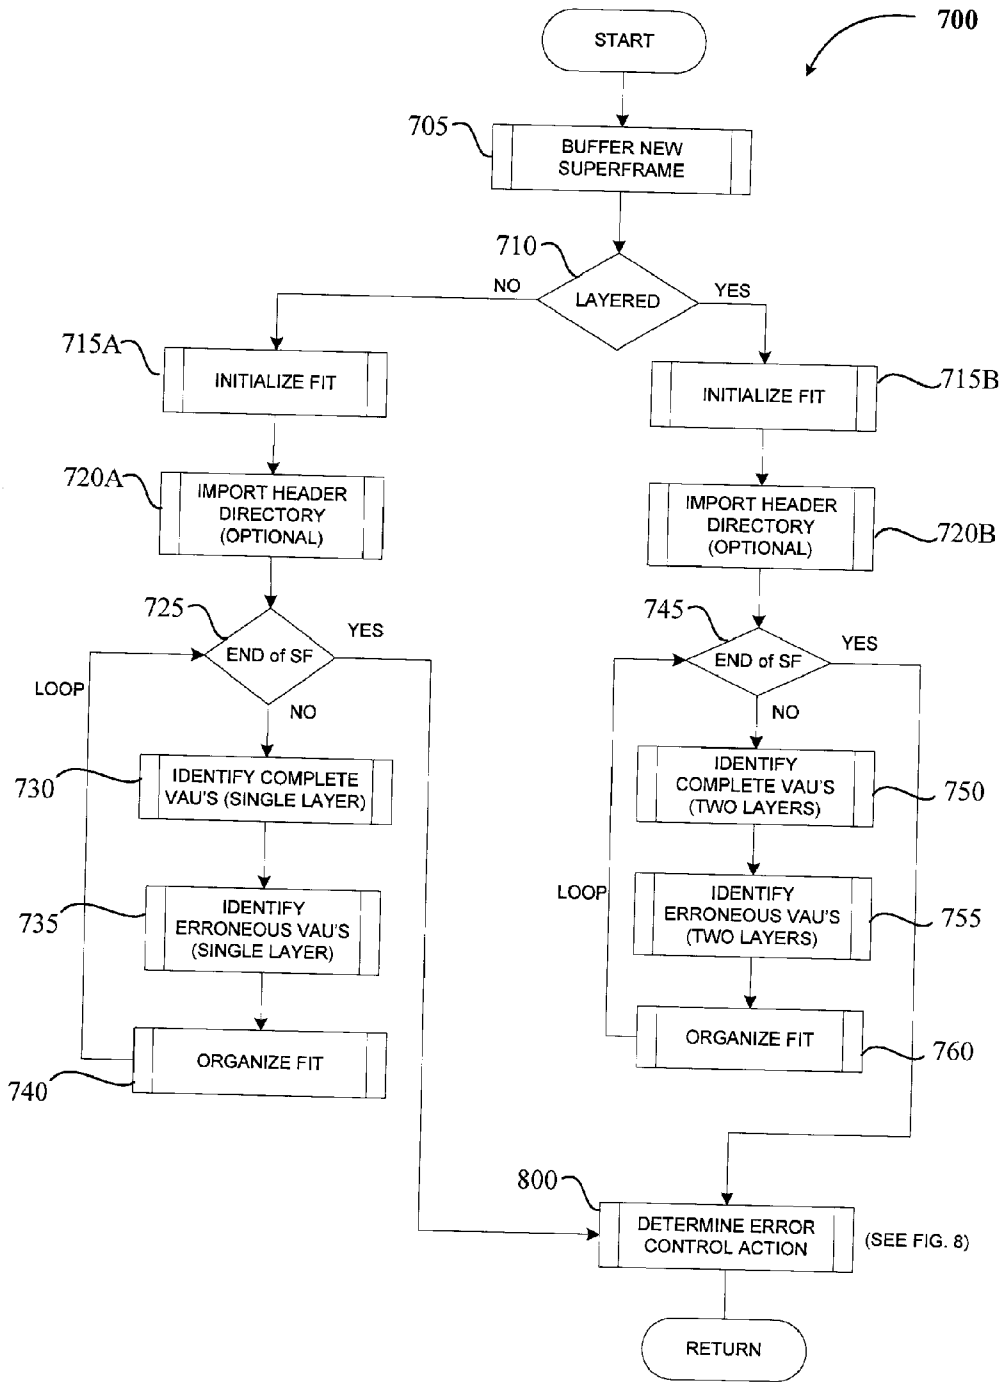 START
700
705
BUFFER NEW
SUPERFRAME
710
NO
LAYERED
YES
715A
INITIALIZE FIT
INITIALIZE FIT
715B
720A
IMPORT HEADER
DIRECTORY
(OPTIONAL)
IMPORT HEADER
DIRECTORY
(OPTIONAL)
720B
725
YES
END of SF
LOOP
NO
745
YES
END of SF
NO
730
IDENTIFY COMPLETE
VAU'S (SINGLE LAYER)
IDENTIFY
COMPLETE VAU'S
(TWO LAYERS)
750
735
IDENTIFY
ERRONEOUS VAU'S
(SINGLE LAYER)
LOOP
IDENTIFY
ERRONEOUS VAU'S
(TWO LAYERS)
755
740
ORGANIZE FIT
ORGANIZE FIT
760
800
DETERMINE ERROR
CONTROL ACTION
(SEE FIG. 8)
RETURN